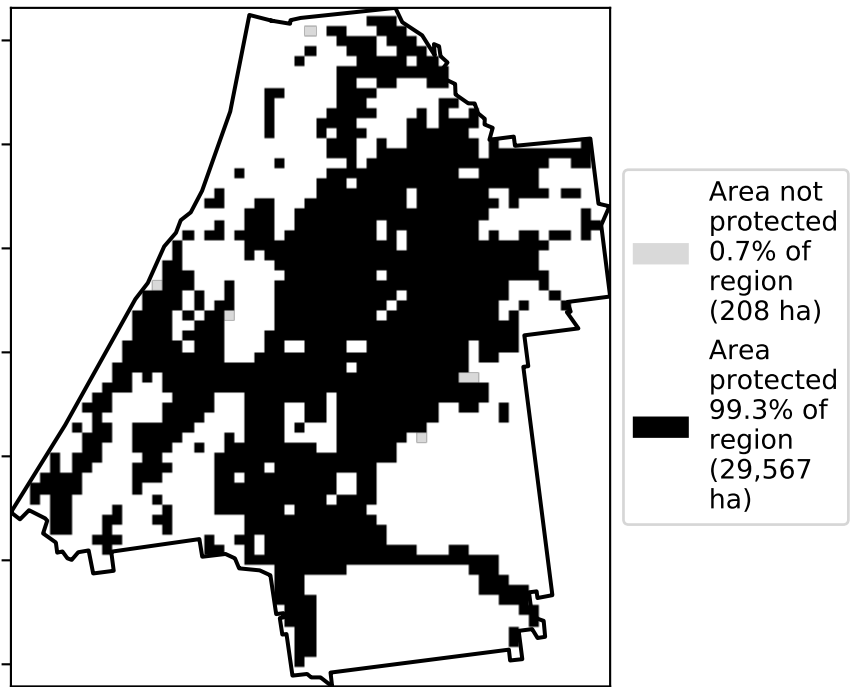 Area not
protected
0.7% of
region
(208 ha)
Area
protected
99.3% of
region
(29,567
ha)